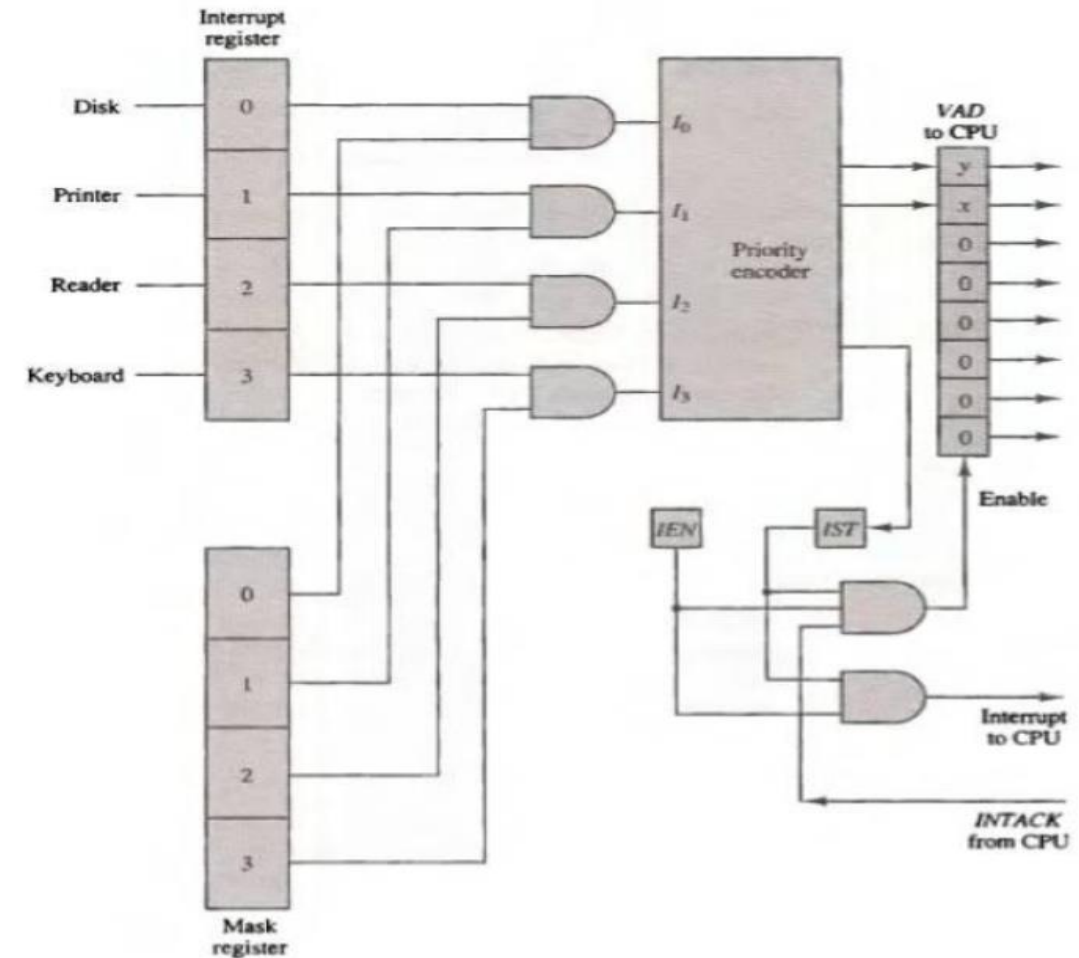 Interrupt
register
Disk
0
Printer
1
Reader
2
Keyboard
3
I0
I1
I2
I3
Priority
encoder
VAD
to CPU
y
x
0
0
0
0
0
0
Enable
IEN
IST
0
1
2
3
Mask
register
Interrupt
to CPU
INTACK
from CPU